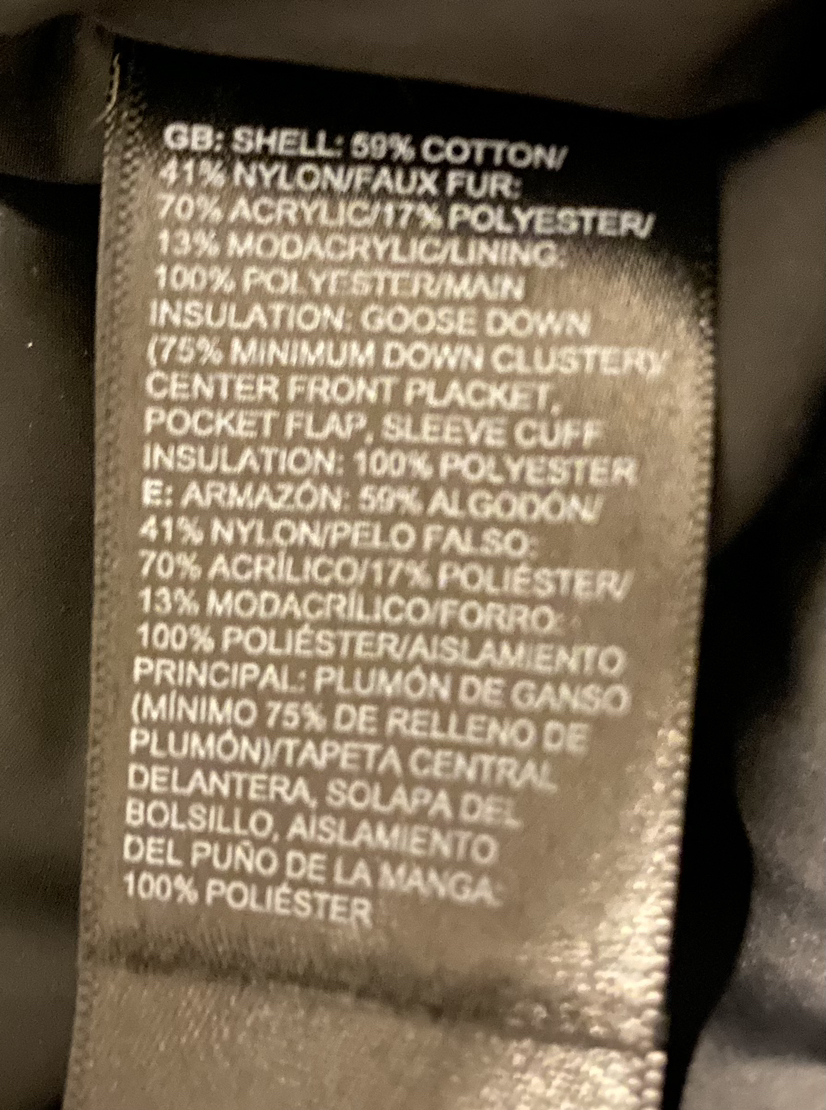 GB: SHELL: 59% COTTON/
41% NYLON/FAUX FUR:
70% ACRYLIC/17% POLYESTER/
13% MODACRYLIC/LINING:
100% POLYESTER/MAIN
INSULATION: GOOSE DOWN
(75% MINIMUM DOWN CLUSTER)/
CENTER FRONT PLACKET,
POCKET FLAP, SLEEVE CUFF
INSULATION: 100% POLYESTER
E: ARMAZÓN: 59% ALGODÓN/
41% NYLON/PELO FALSO:
70% ACRÍLICO/17% POLIÉSTER/
13% MODACRÍLICO/FORRO:
100% POLIÉSTER/AISLAMIENTO
PRINCIPAL: PLUMÓN DE GANSO
(MÍNIMO 75% DE RELLENO DE
PLUMÓN)/TAPETA CENTRAL
DELANTERA, SOLAPA DEL
BOLSILLO, AISLAMIENTO
DEL PUÑO DE LA MANGA:
100% POLIÉSTER